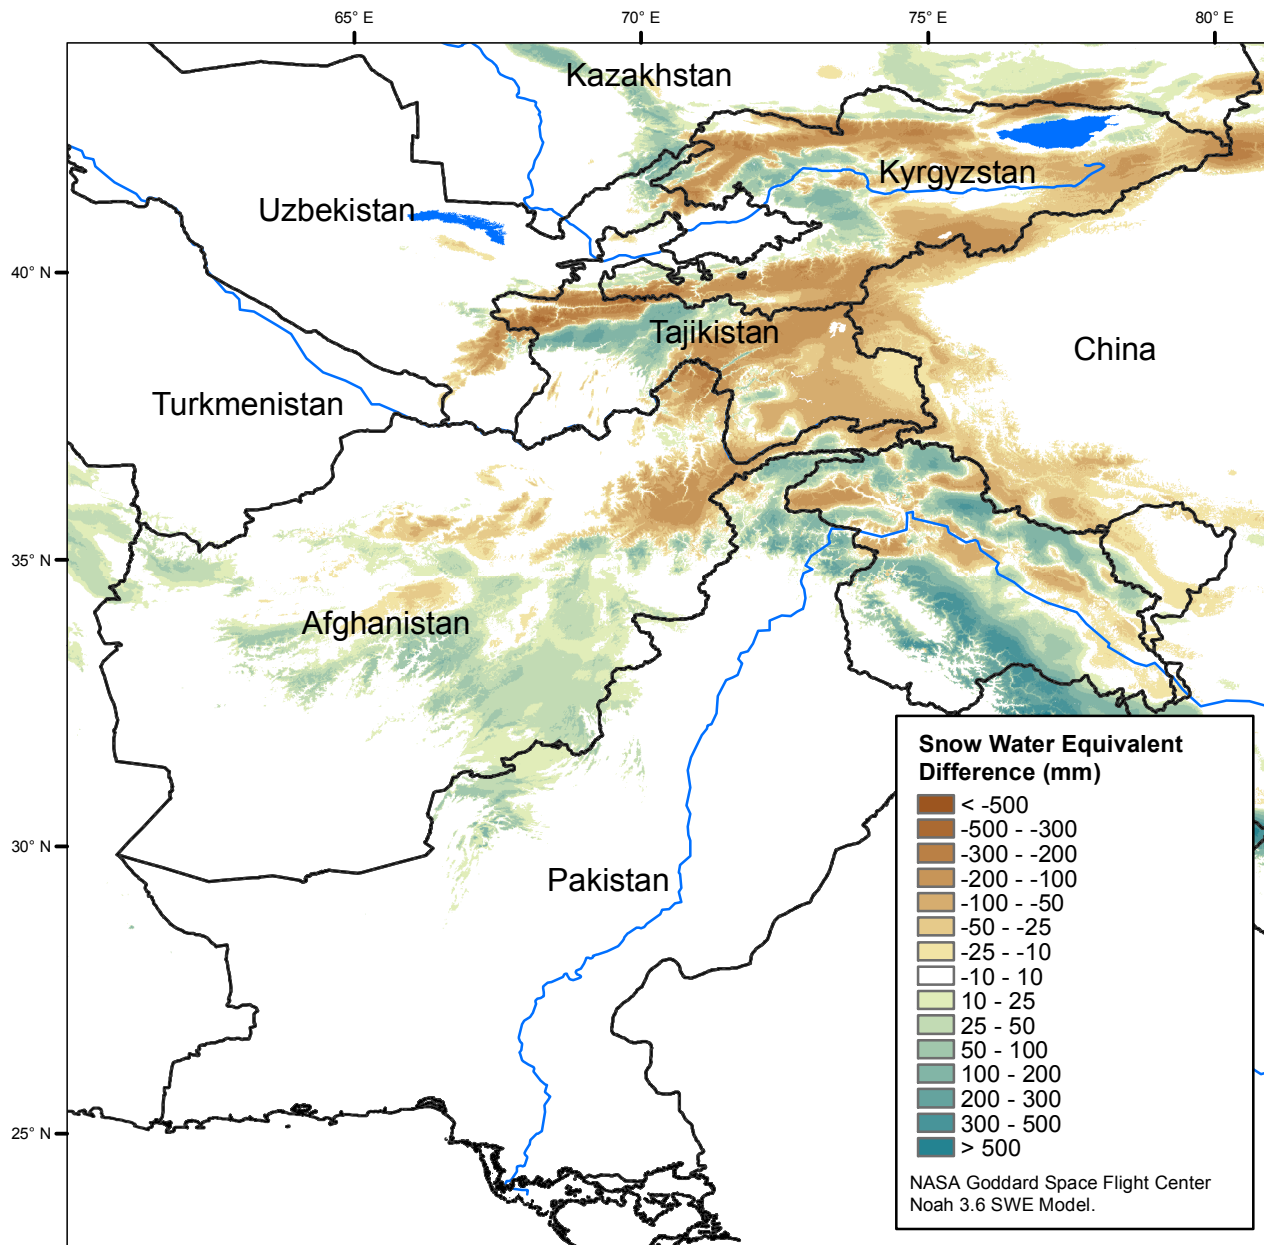 65° E
70° E
75° E
80° E
Kazakhstan
Kyrgyzstan
Uzbekistan
40° N
Tajikistan
China
Turkmenistan
35° N
Afghanistan
30° N
Pakistan
25° N
Snow Water Equivalent
Difference (mm)
< -500
-500 - -300
-300 - -200
-200 - -100
-100 - -50
-50 - -25
-25 - -10
-10 - 10
10 - 25
25 - 50
50 - 100
100 - 200
200 - 300
300 - 500
> 500
NASA Goddard Space Flight Center
Noah 3.6 SWE Model.